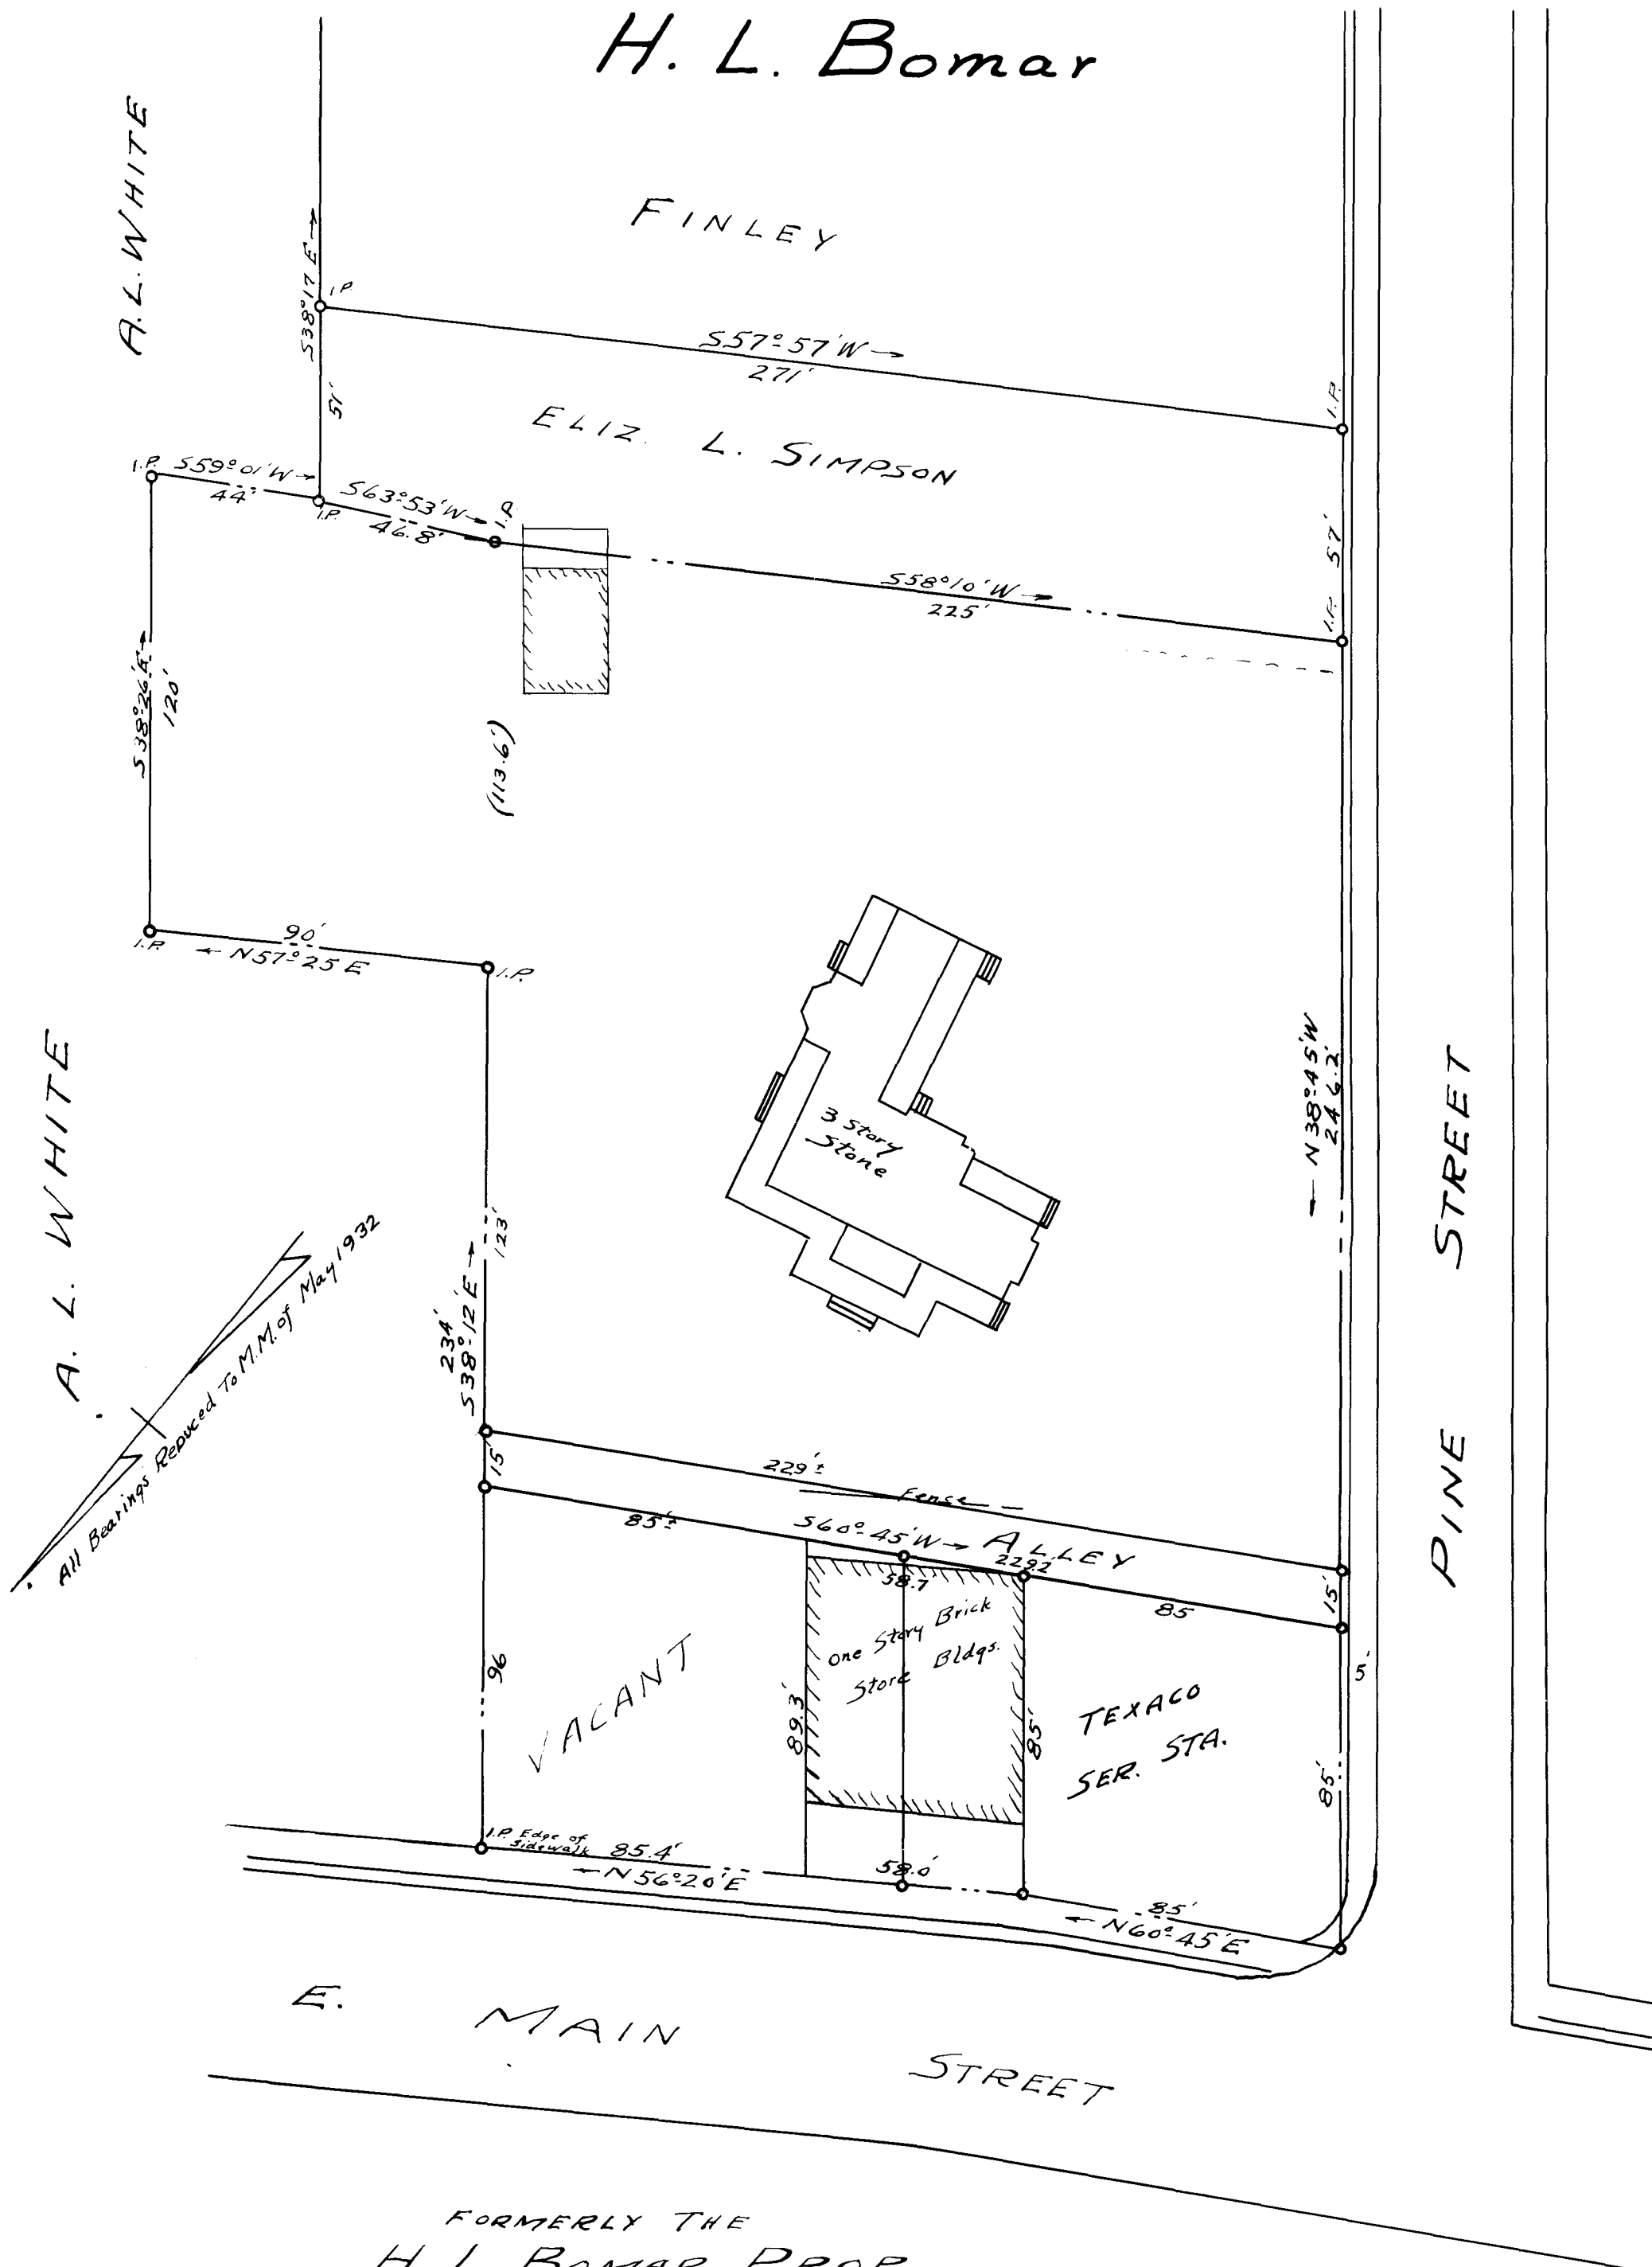 H. L. Bomar
A. L. WHITE
FINLEY
S38°17 E →
I.P.
S57°57'W →
271'
I.P.
51'
ELIZ. L. SIMPSON
I.P.
S59°01'W →
44'
I.P.
S63°53'W →
46.8'
I.P.
57'
S58°10'W →
225'
I.P.
S38°26'E →
120'
(113.6')
I.P.
90'
← N57°25 E
I.P.
3 Story
Stone
← N38°45'W
246.2'
PINE STREET
A. L. WHITE
All Bearings Reduced To M.M. of May 1932
123'
234'
S38°12'E →
15'
229'±
Fence
85'±
S60°45'W →
ALLEY
229.2
58.7
85
15'
5'
One Story Brick
Store Bldgs.
96
VACANT
89.3'
85'
TEXACO
SER. STA.
85'
I.P. Edge of
Sidewalk
85.4'
← N56°20'E
58.0'
85'
← N60°45'E
E. MAIN STREET
FORMERLY THE
H. L. BOMAR PROP.